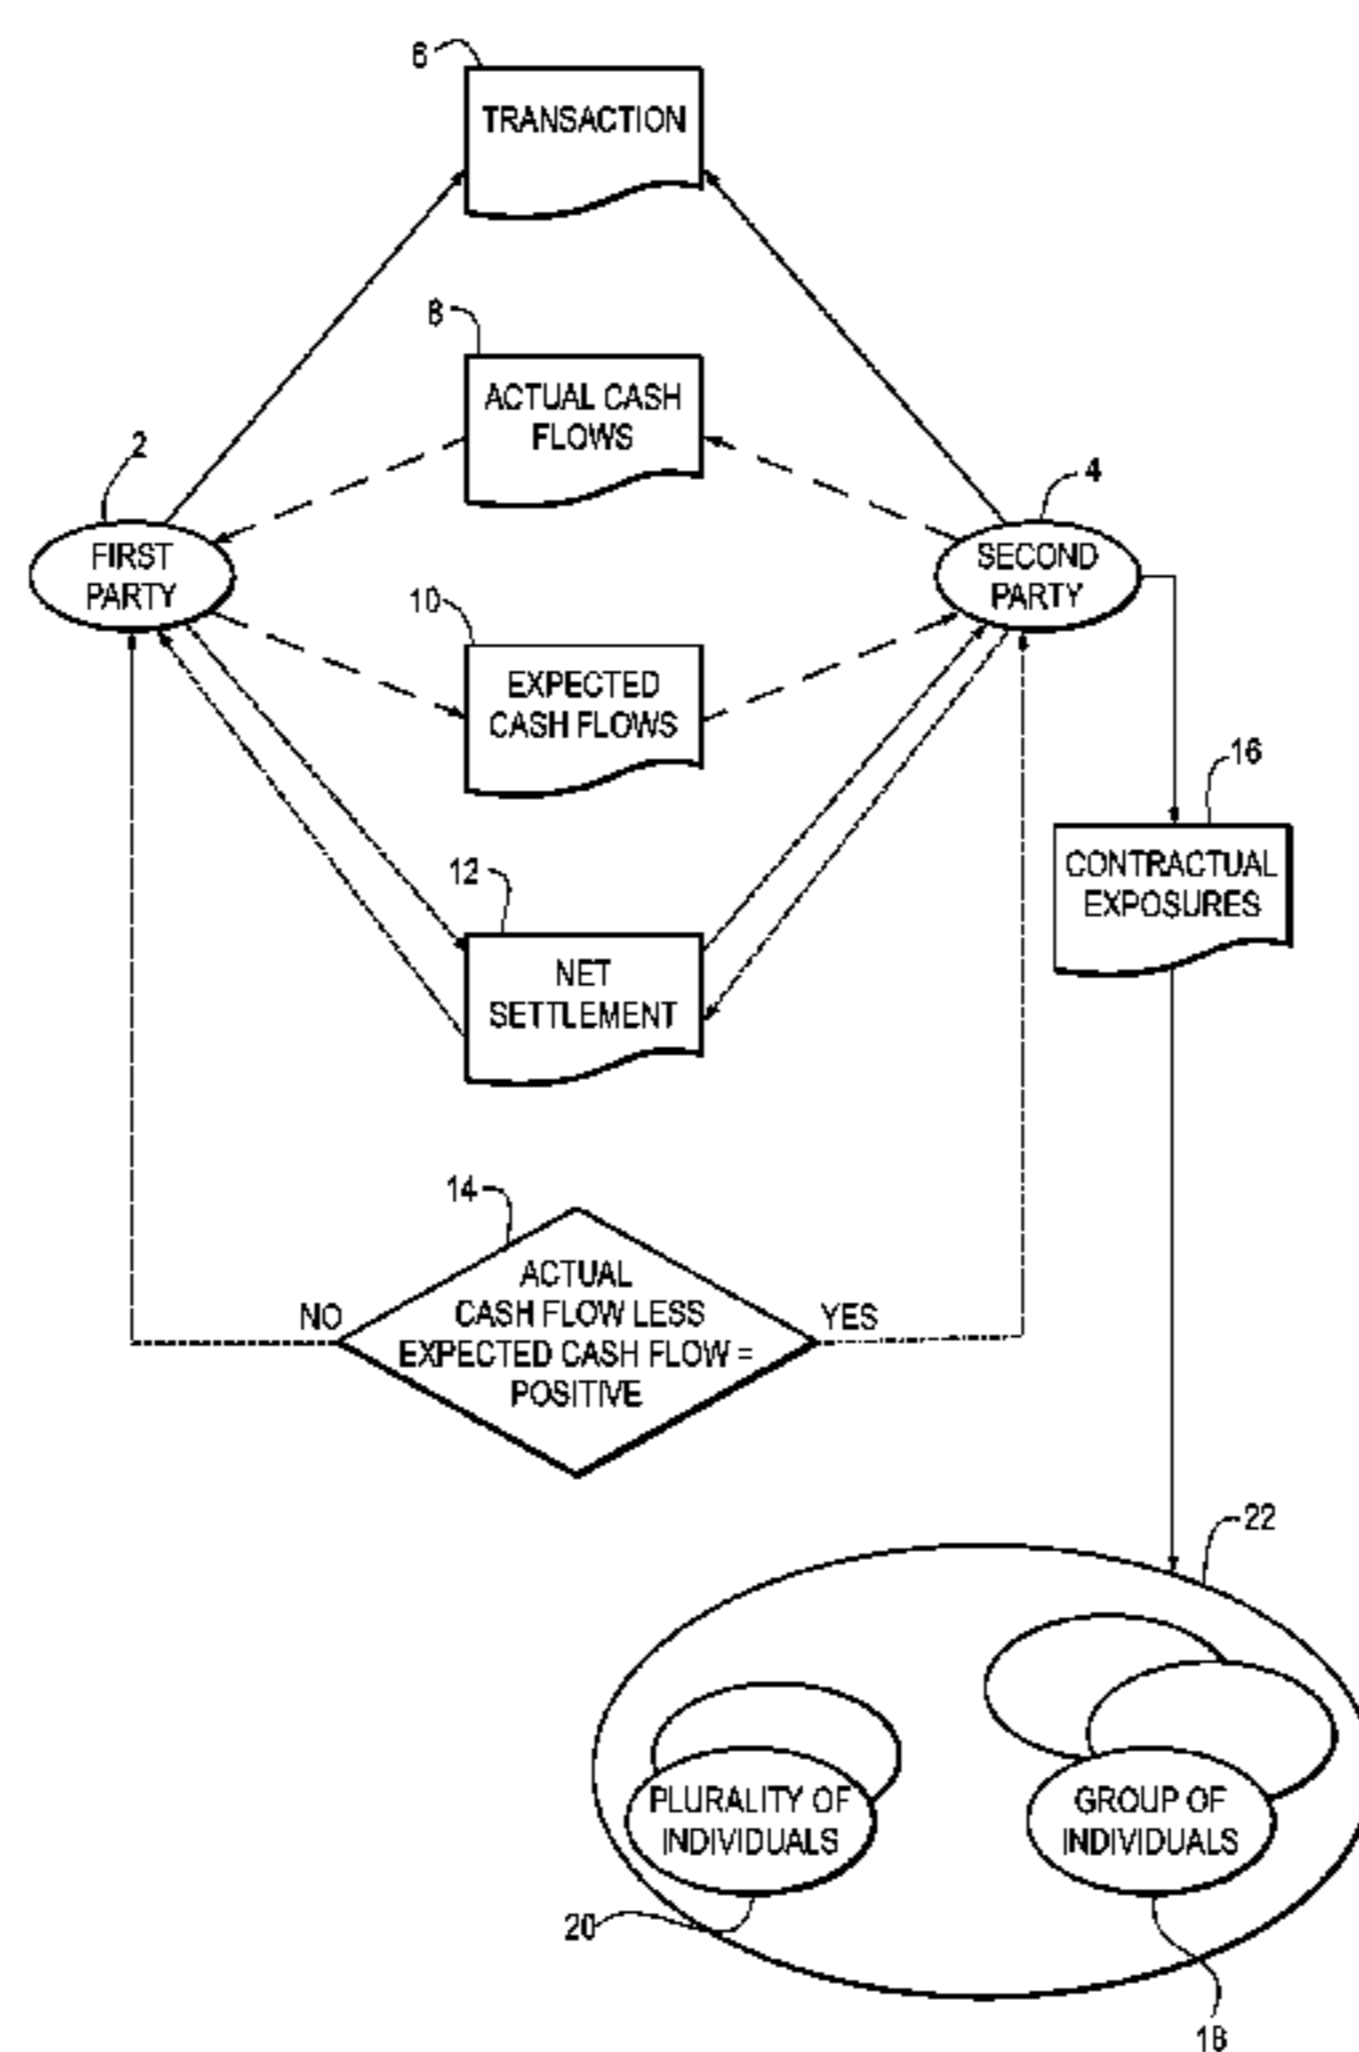 6
TRANSACTION
8
ACTUAL CASH
FLOWS
2
FIRST
PARTY
4
SECOND
PARTY
10
EXPECTED
CASH FLOWS
16
CONTRACTUAL
EXPOSURES
12
NET
SETTLEMENT
14
ACTUAL
CASH FLOW LESS
EXPECTED CASH FLOW =
POSITIVE
NO
YES
22
PLURALITY OF
INDIVIDUALS
GROUP OF
INDIVIDUALS
20
18